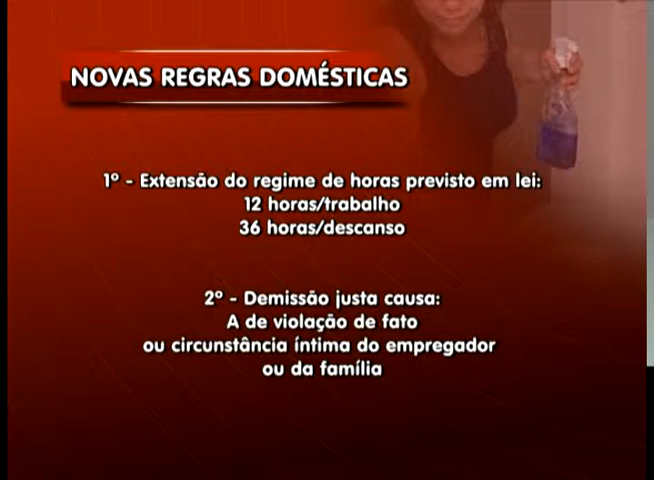 NOVAS REGRAS DOMÉSTICAS
1º - Extensão do regime de horas previsto em lei:
12 horas/trabalho
36 horas/descanso
2º - Demissão justa causa:
A de violação de fato
ou circunstância íntima do empregador
ou da família